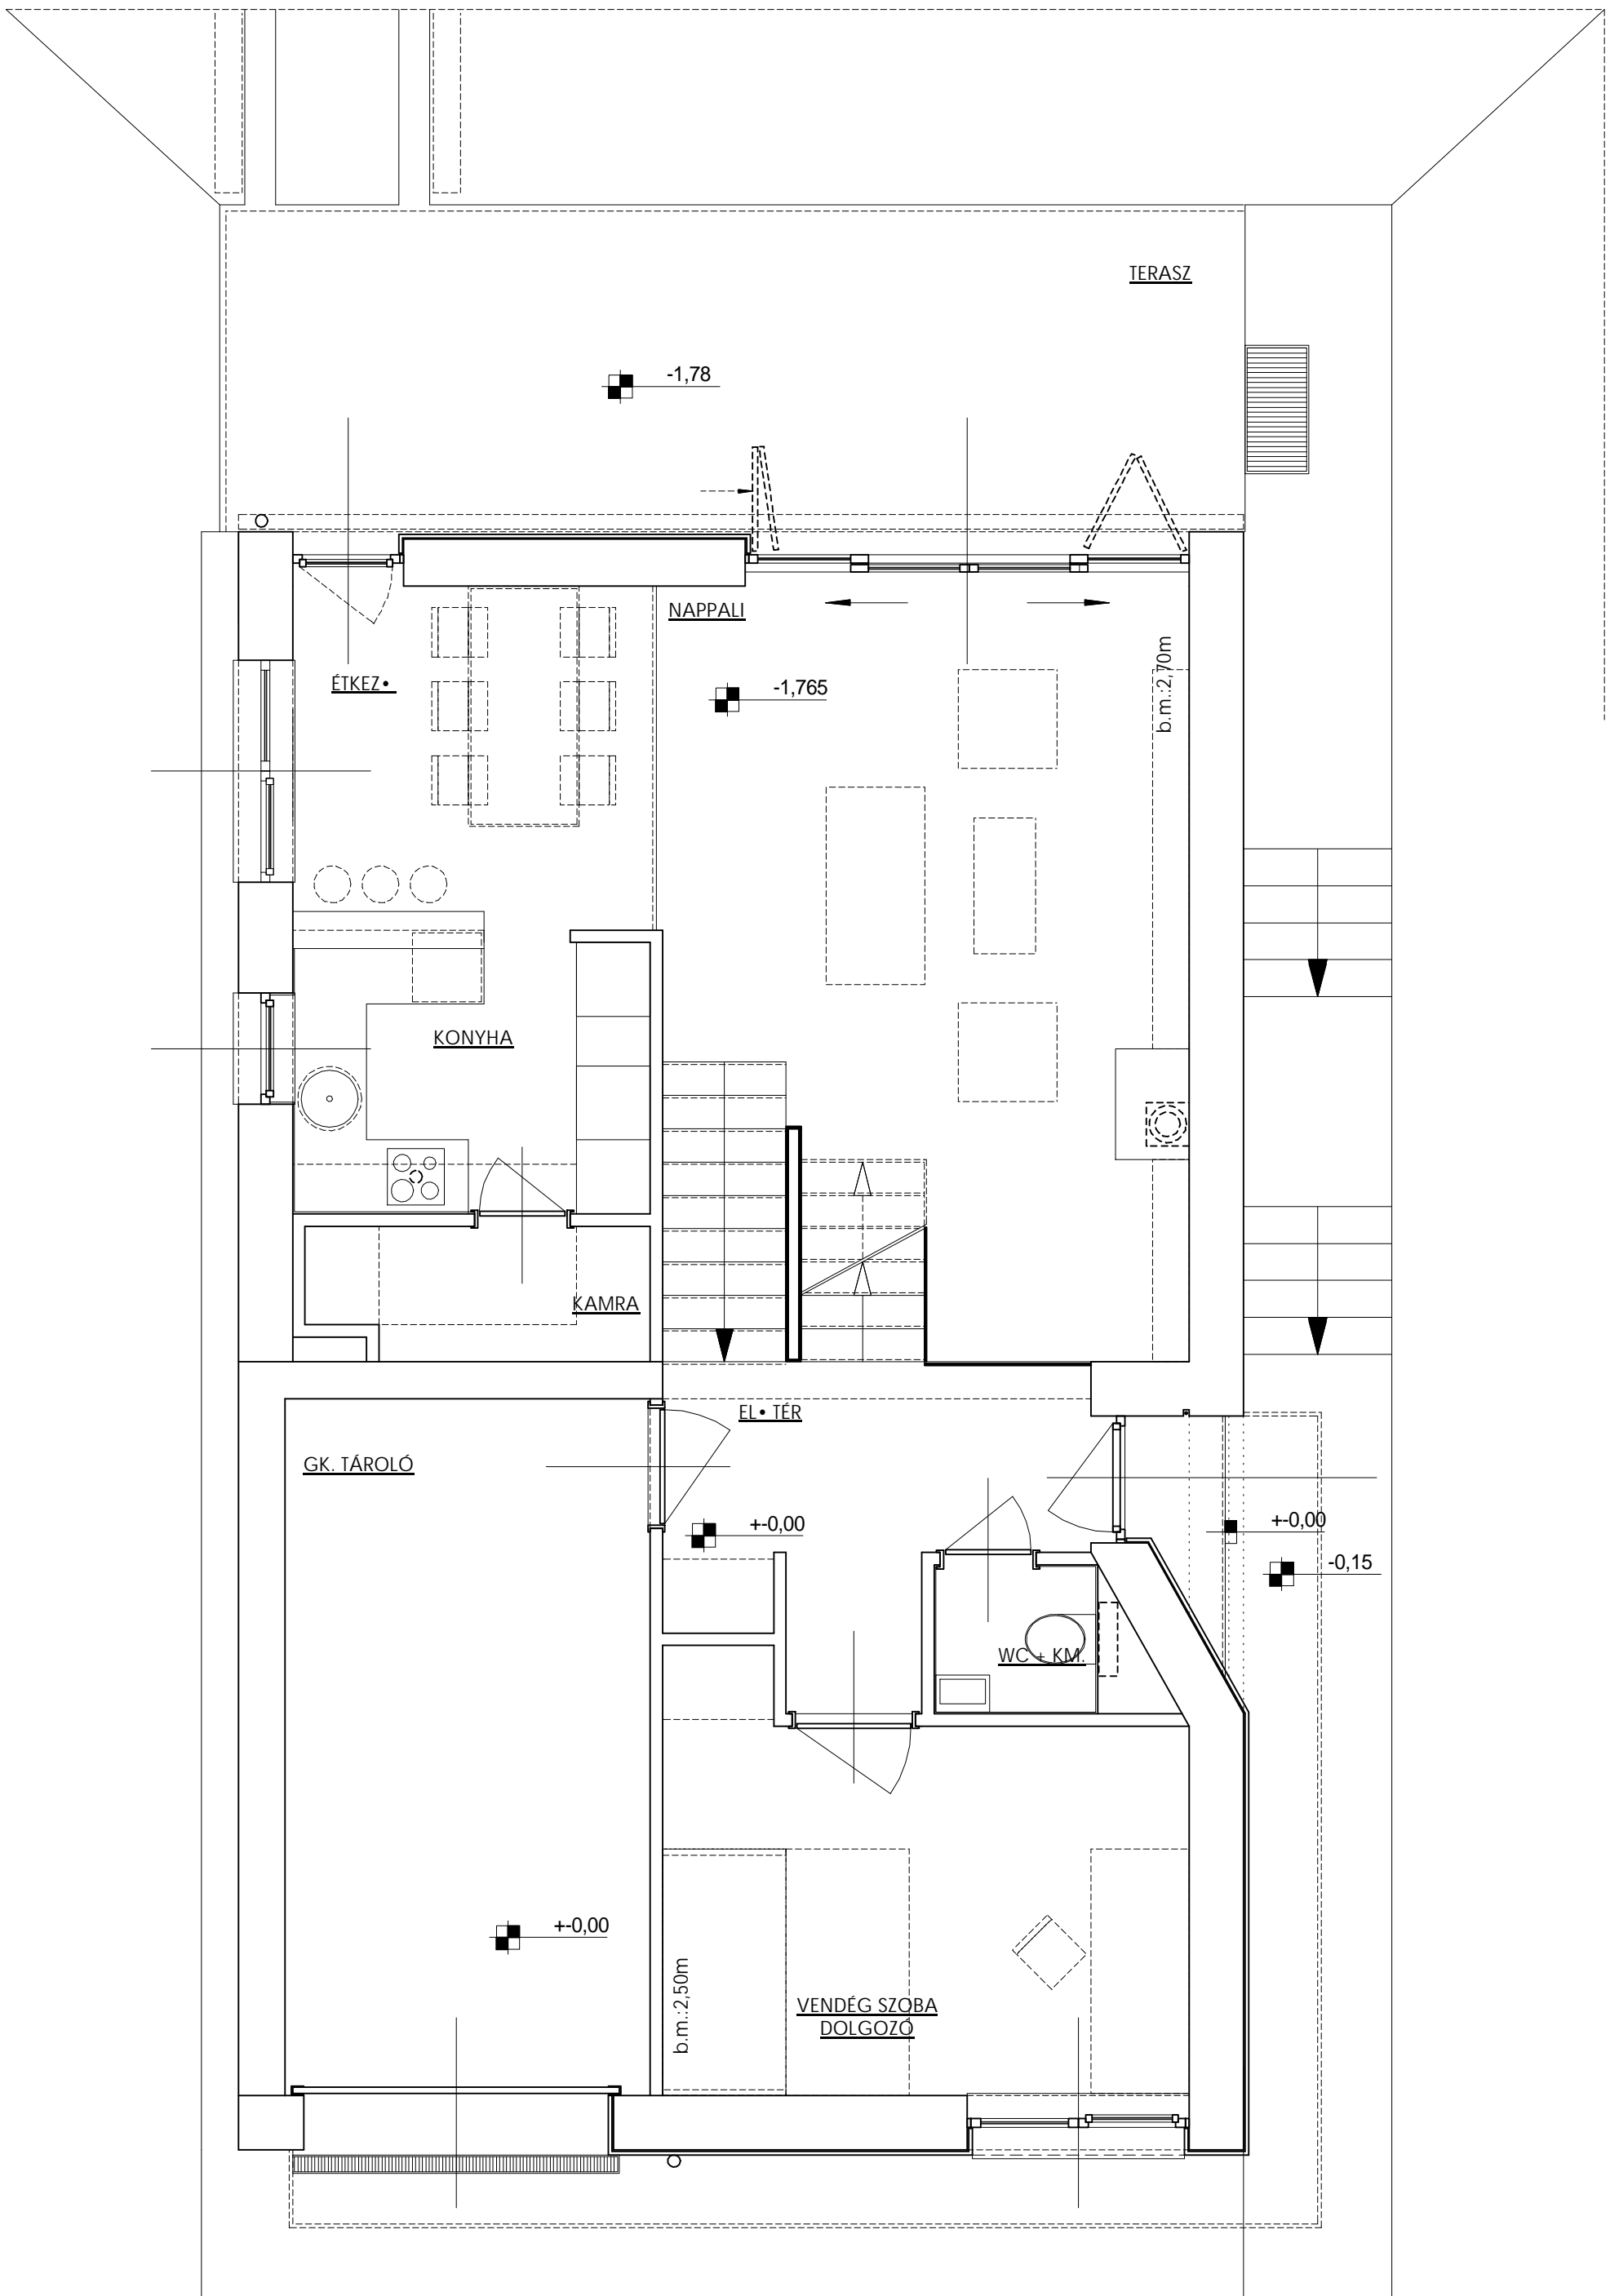 TERASZ
-1,78
NAPPALI
b.m.:2,70m
ÉTKEZ•
-1,765
KONYHA
KAMRA
EL• TÉR
GK. TÁROLÓ
+-0,00
+-0,00
-0,15
WC + KM.
+-0,00
b.m.:2,50m
VENDÉG SZOBA
DOLGOZÓ